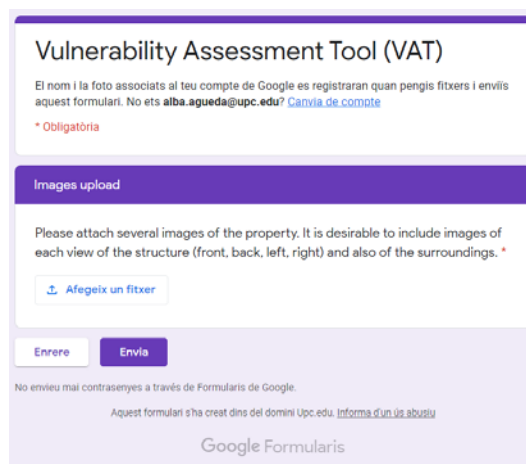 Vulnerability Assessment Tool (VAT)
El nom i la foto associats al teu compte de Google es registraran quan pengis fitxers i enviïs
aquest formulari. No ets alba.agueda@upc.edu? Canvia de compte
* Obligatòria
Images upload
Please attach several images of the property. It is desirable to include images of
each view of the structure (front, back, left, right) and also of the surroundings. *
Afegeix un fitxer
Enrere
Envia
No envieu mai contrasenyes a través de Formularis de Google.
Aquest formulari s'ha creat dins del domini Upc.edu. Informa d'un ús abusiu
Google Formularis